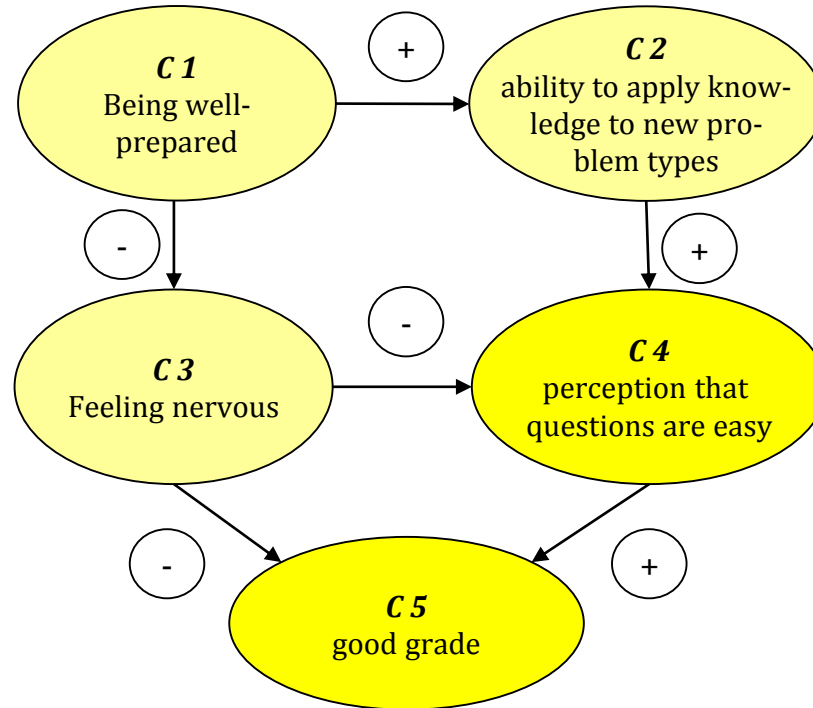 C 1
Being well-
prepared
+
C 2
ability to apply know-
ledge to new pro-
blem types
-
+
C 3
Feeling nervous
-
C 4
perception that
questions are easy
-
+
C 5
good grade